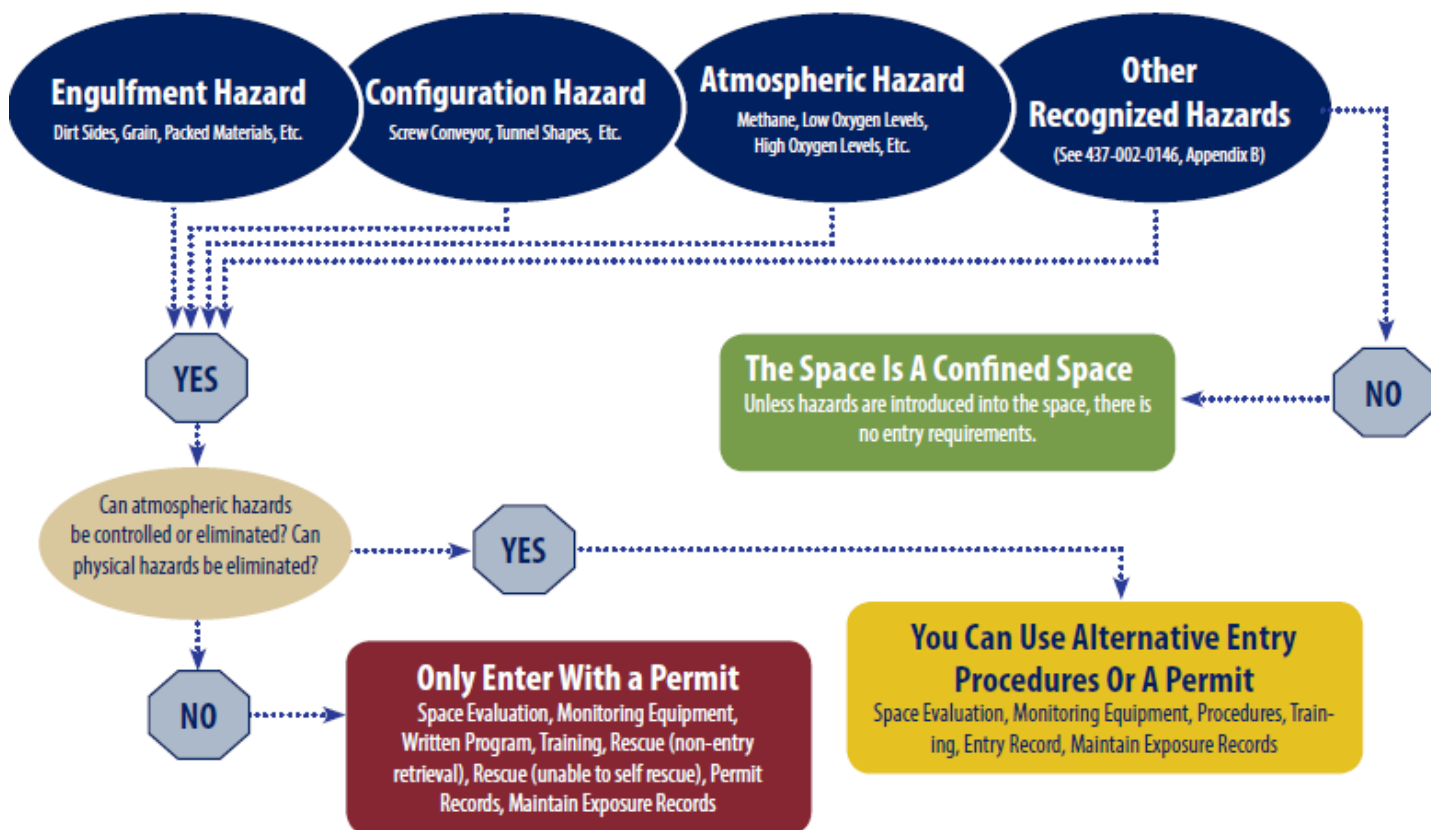 Engulfment Hazard
Dirt Sides, Grain, Packed Materials, Etc.
Configuration Hazard
Screw Conveyor, Tunnel Shapes, Etc.
Atmospheric Hazard
Methane, Low Oxygen Levels,
High Oxygen Levels, Etc.
Other
Recognized Hazards
(See 437-002-0146, Appendix B)
YES
The Space Is A Confined Space
Unless hazards are introduced into the space, there is
no entry requirements.
NO
Can atmospheric hazards
be controlled or eliminated? Can
physical hazards be eliminated?
YES
You Can Use Alternative Entry
Procedures Or A Permit
Space Evaluation, Monitoring Equipment, Procedures, Train-
ing, Entry Record, Maintain Exposure Records
NO
Only Enter With a Permit
Space Evaluation, Monitoring Equipment,
Written Program, Training, Rescue (non-entry
retrieval), Rescue (unable to self rescue), Permit
Records, Maintain Exposure Records